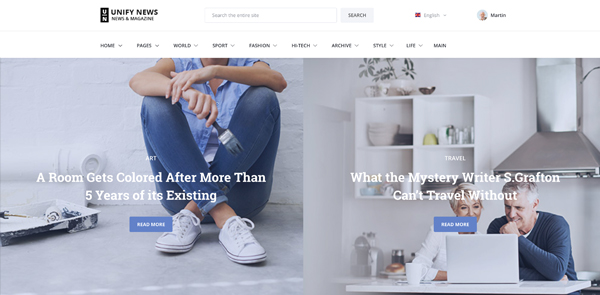 UNIFY NEWS
NEWS & MAGAZINE
Search the entire site
SEARCH
English
Martin
HOME PAGES WORLD SPORT FASHION HI-TECH ARCHIVE STYLE LIFE MAIN
ART
A Room Gets Colored After More Than
5 Years of its Existing
READ MORE
TRAVEL
What the Mystery Writer S.Grafton
Can't Travel Without
READ MORE